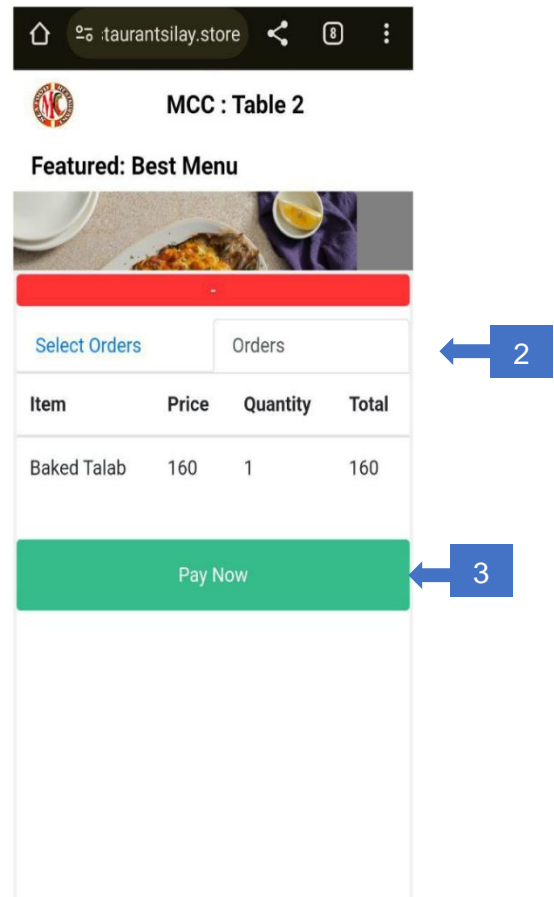 :taurantsilay.store
8
MCC : Table 2
Featured: Best Menu
-
Select Orders Orders
2
Item Price Quantity Total
Baked Talab 160 1 160
Pay Now
3